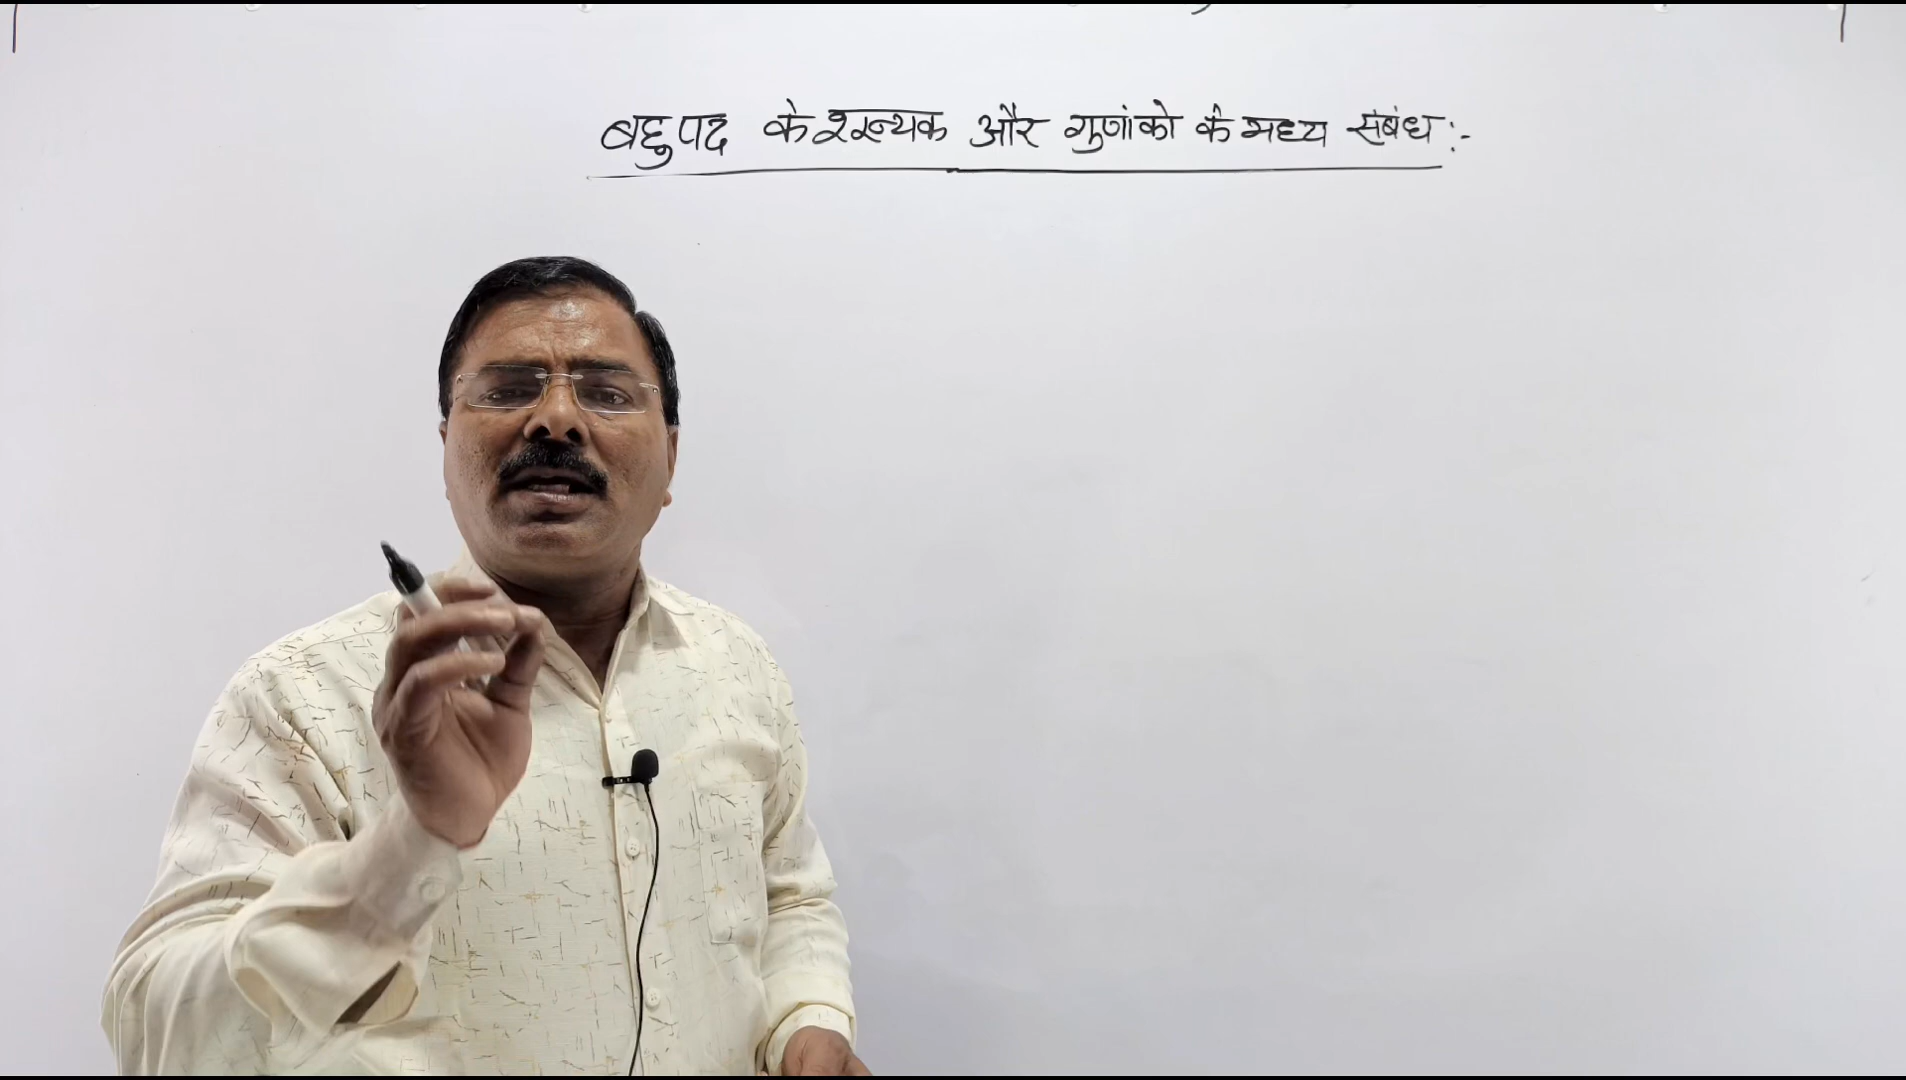 बहुपद के शून्यक और गुणांको के मध्य संबंध :-